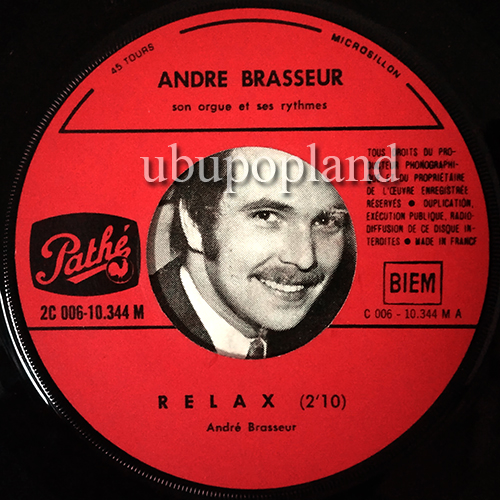 45 TOURS
MICROSILLON
ANDRE BRASSEUR
son orgue et ses rythmes
ubupopland
TOUS DROITS DU PRO-
DUCTEUR PHONOGRAPHI-
DU PROPRIÉTAIRE
DE L'ŒUVRE ENREGISTRÉE
RÉSERVÉS • DUPLICATION,
EXÉCUTION PUBLIQUE, RADIO-
DIFFUSION DE CE DISQUE IN-
TERDITES • MADE IN FRANCE
Pathé
2C 006-10.344 M
BIEM
C 006 - 10.344 M A
RELAX (2'10)
André Brasseur